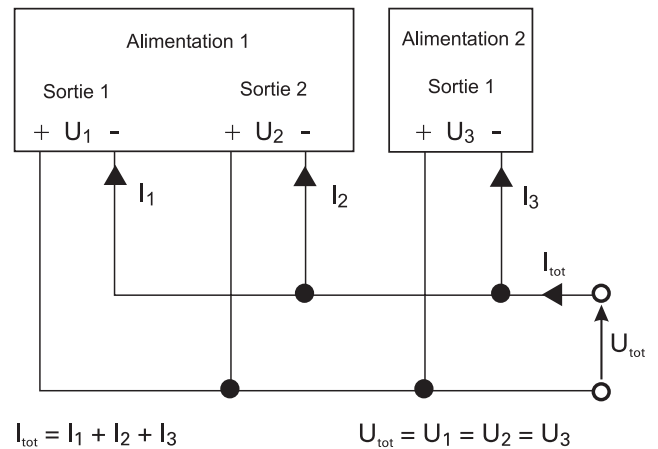 Alimentation 1
Alimentation 2
Sortie 1
Sortie 2
Sortie 1
+ U1 -
+ U2 -
+ U3 -
I1
I2
I3
Itot
Utot
Itot = I1 + I2 + I3
Utot = U1 = U2 = U3